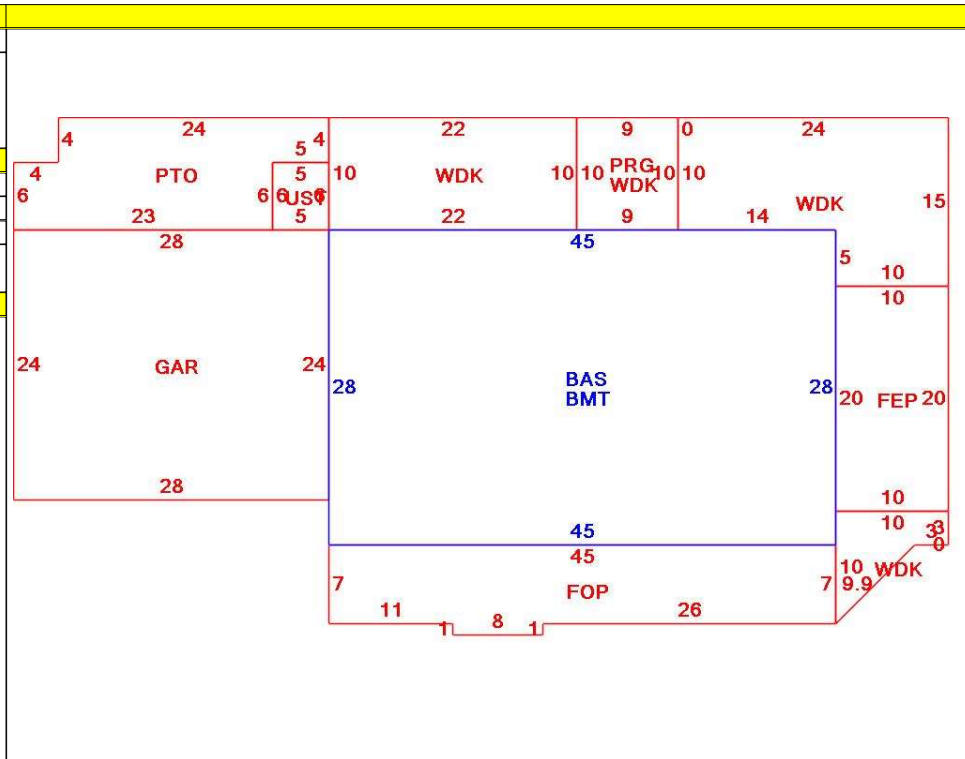 24 22 9 0 24
4 5 4
4 PTO 5 10 WDK 10 10 PRG 10 10
6 6 6 UST 6 WDK WDK 15
23 5 22 9 14
28 45 5
10
10
24 GAR 24 28 BAS 28 20 FEP 20
BMT
28 10
45 10 3 3
45 0
7 FOP 7 10 WDK
9.9
11 8 26
1 1